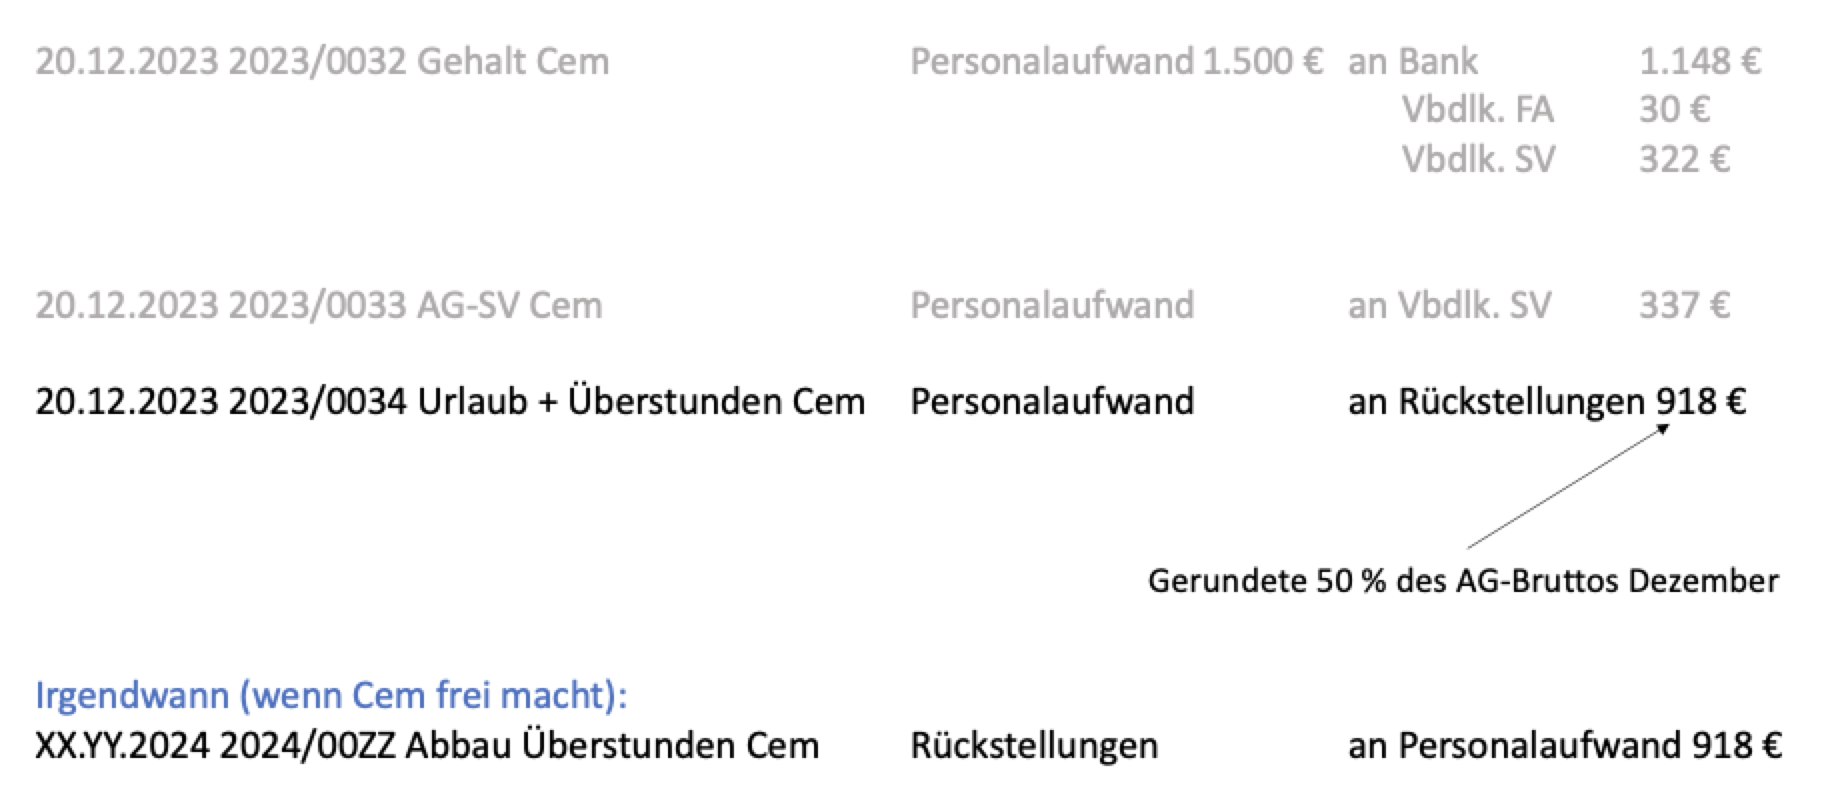 20.12.2023 2023/0032 Gehalt Cem Personalaufwand 1.500 € an Bank 1.148 €
Vbdlk. FA 30 €
Vbdlk. SV 322 €
20.12.2023 2023/0033 AG-SV Cem Personalaufwand an Vbdlk. SV 337 €
20.12.2023 2023/0034 Urlaub + Überstunden Cem Personalaufwand an Rückstellungen 918 €
Gerundete 50 % des AG-Bruttos Dezember
Irgendwann (wenn Cem frei macht):
XX.YY.2024 2024/00ZZ Abbau Überstunden Cem Rückstellungen an Personalaufwand 918 €